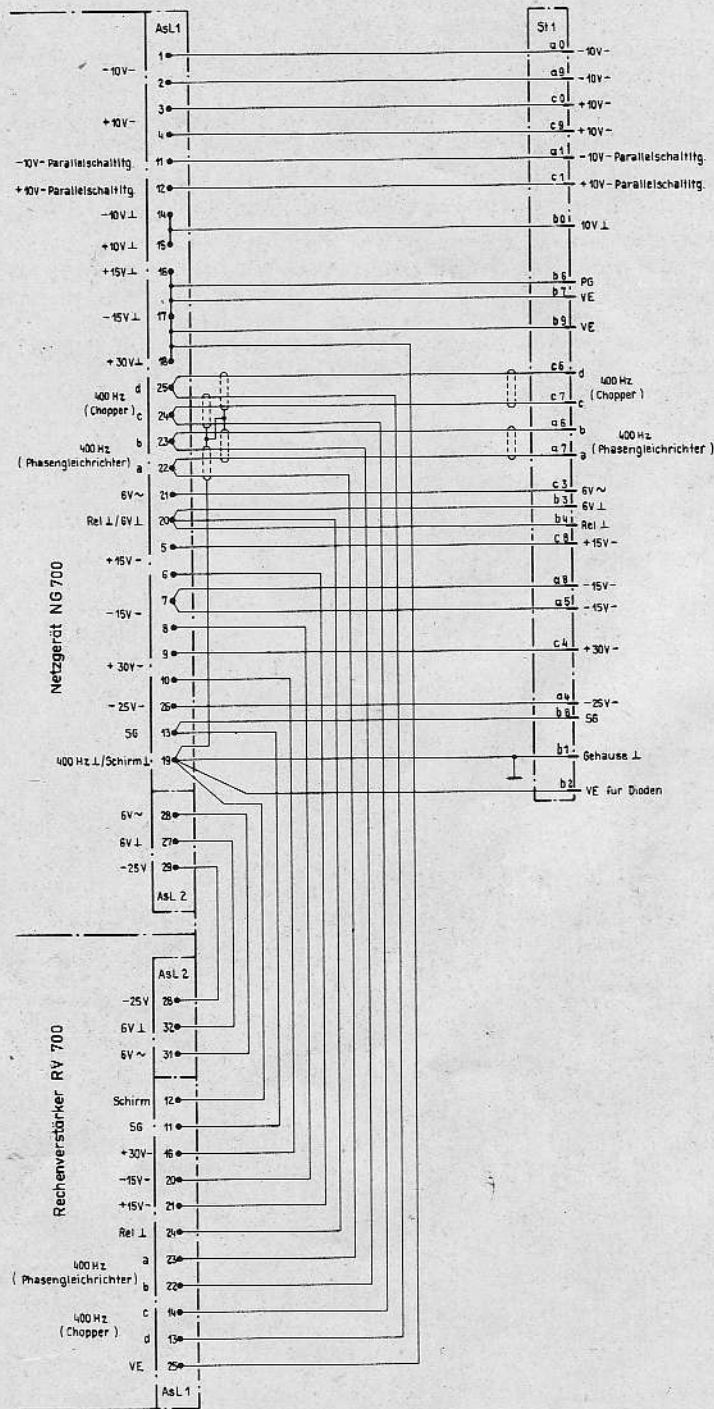 AsL1 St 1
1 a0 -10V-
-10V-
2 a9 -10V-
3 c0 +10V-
+10V-
4 c9 +10V-
-10V-Parallelschaltltg. 11 a1 -10V-Parallelschaltltg.
+10V-Parallelschaltltg. 12 c1 +10V-Parallelschaltltg.
-10V⊥ 14
b0 10V⊥
+10V⊥ 15
+15V⊥ 16
b6 PG
b7 VE
-15V⊥ 17
b9 VE
+30V⊥ 18
d 25 c6 d
400 Hz (Chopper)
c 24 c7 c
400 Hz (Chopper)
b 23 a6 b
400 Hz (Phasengleichrichter)
a 22 a7 a
400 Hz (Phasengleichrichter)
6V~ 21 c3 6V~
b3 6V⊥
Rel⊥/6V⊥ 20 b4 Rel⊥
5 c8 +15V-
+15V-
6
7 a8 -15V-
-15V- a5 -15V-
8
9 c4 +30V-
+30V-
10
-25V- 26 a4 -25V-
SG 13 b8 SG
400 Hz⊥/Schirm⊥ 19 b1 Gehäuse⊥
b2 VE für Dioden
Netzgerät NG 700
6V~ 28
6V⊥ 27
-25V 29
AsL 2
AsL 2
-25V 28
6V⊥ 32
6V~ 31
Rechenverstärker RV 700
Schirm 12
SG 11
+30V- 16
-15V- 20
+15V- 21
Rel⊥ 24
400 Hz (Phasengleichrichter)
a 23
b 22
400 Hz (Chopper)
c 14
d 13
VE 25
AsL1